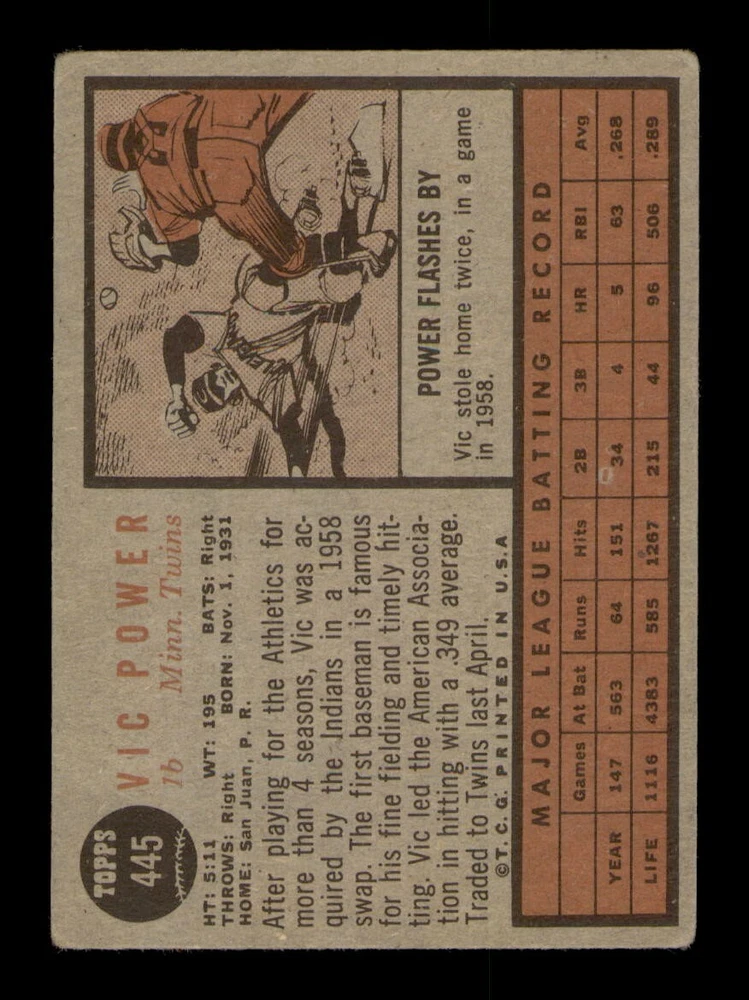 TOPPS
445
VIC POWER
1b Minn. Twins
HT: 5:11 WT: 195 BATS: Right
THROWS: Right BORN: Nov. 1, 1931
HOME: San Juan, P. R.
After playing for the Athletics for
more than 4 seasons, Vic was ac-
quired by the Indians in a 1958
swap. The first baseman is famous
for his fine fielding and timely hit-
ting. Vic led the American Associa-
tion in hitting with a .349 average.
Traded to Twins last April.
©T.C.G. PRINTED IN U.S.A
POWER FLASHES BY
Vic stole home twice, in a game
in 1958.
MAJOR LEAGUE BATTING RECORD
Games At Bat Runs Hits 2B 3B HR RBI Avg
YEAR 147 563 64 151 34 4 5 63 .268
LIFE 1116 4383 585 1267 215 44 96 506 .289